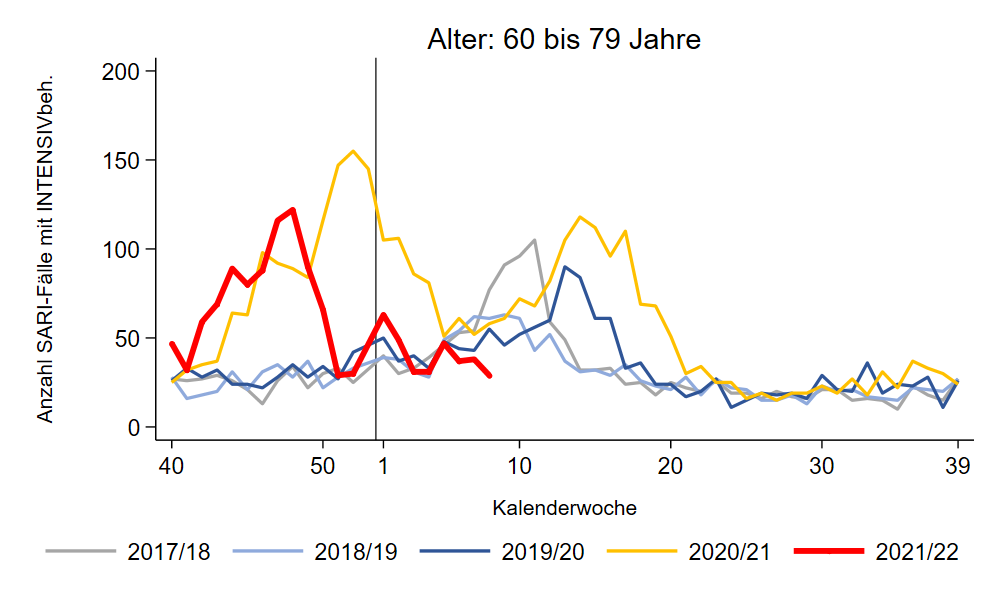 Alter: 60 bis 79 Jahre
Anzahl SARI-Fälle mit INTENSIVbeh.
200
150
100
50
0
40 50 1 10 20 30 39
Kalenderwoche
2017/18 2018/19 2019/20 2020/21 2021/22